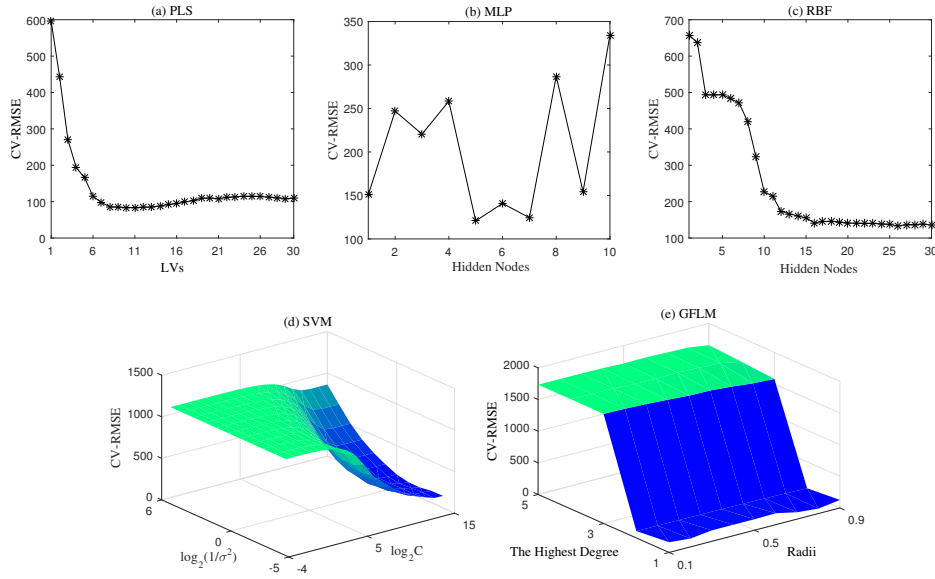 (a) PLS
600
500
400
300
200
100
0
1 6 11 16 21 26 30
LVs
CV-RMSE
(b) MLP
350
300
250
200
150
100
2 4 6 8 10
Hidden Nodes
CV-RMSE
(c) RBF
700
600
500
400
300
200
100
5 10 15 20 25 30
Hidden Nodes
CV-RMSE
(d) SVM
1500
1000
500
0
CV-RMSE
6 0 -5
log₂(1/σ²)
-4 5 15
log₂C
(e) GFLM
2000
1500
1000
500
0
CV-RMSE
5 3 1
The Highest Degree
0.1 0.5 0.9
Radii